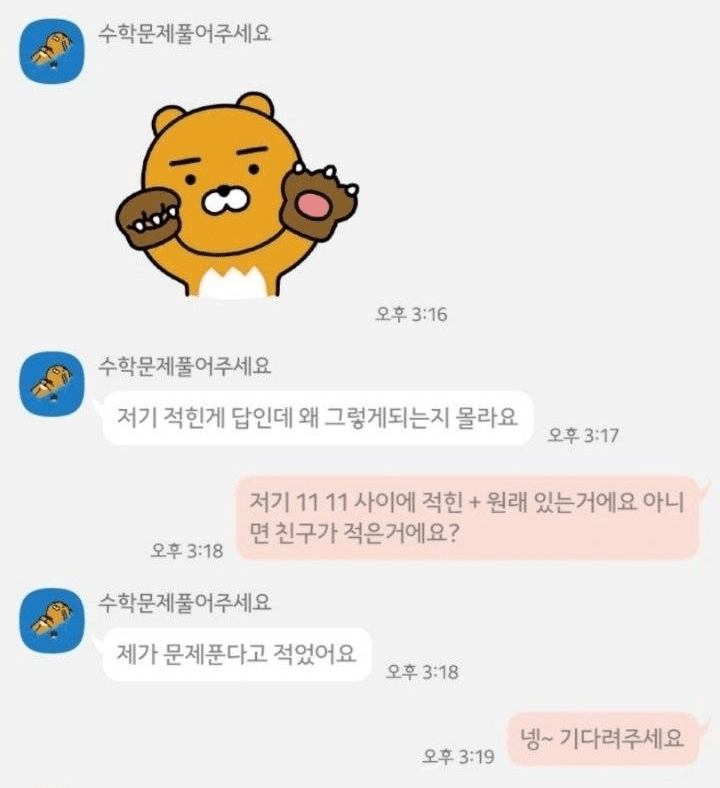 수학문제풀어주세요
오후 3:16
수학문제풀어주세요
저기 적힌게 답인데 왜 그렇게되는지 몰라요
오후 3:17
저기 11 11 사이에 적힌 + 원래 있는거에요 아니
면 친구가 적은거에요?
오후 3:18
수학문제풀어주세요
제가 문제푼다고 적었어요
오후 3:18
넹~ 기다려주세요
오후 3:19